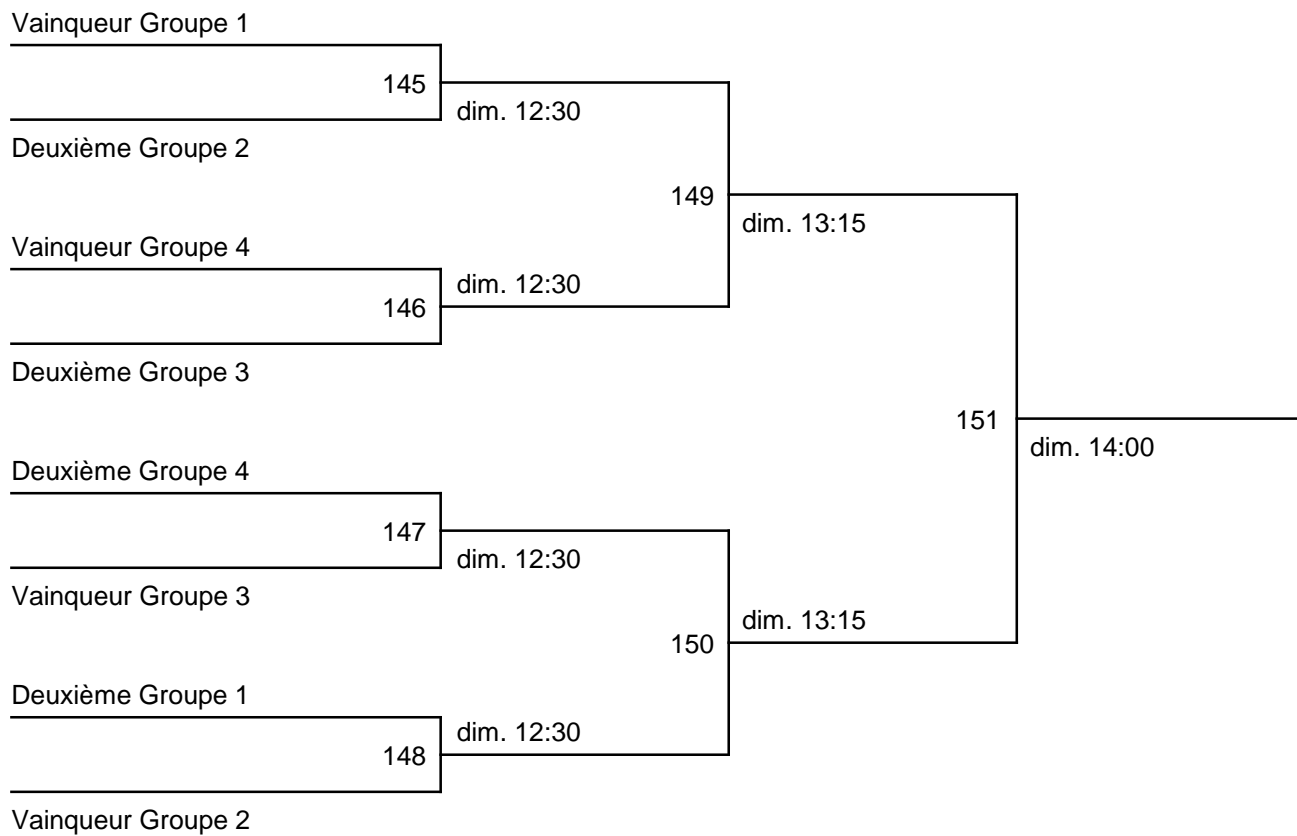 Vainqueur Groupe 1
145
dim. 12:30
Deuxième Groupe 2
149
dim. 13:15
Vainqueur Groupe 4
dim. 12:30
146
Deuxième Groupe 3
151
dim. 14:00
Deuxième Groupe 4
147
dim. 12:30
Vainqueur Groupe 3
dim. 13:15
150
Deuxième Groupe 1
dim. 12:30
148
Vainqueur Groupe 2